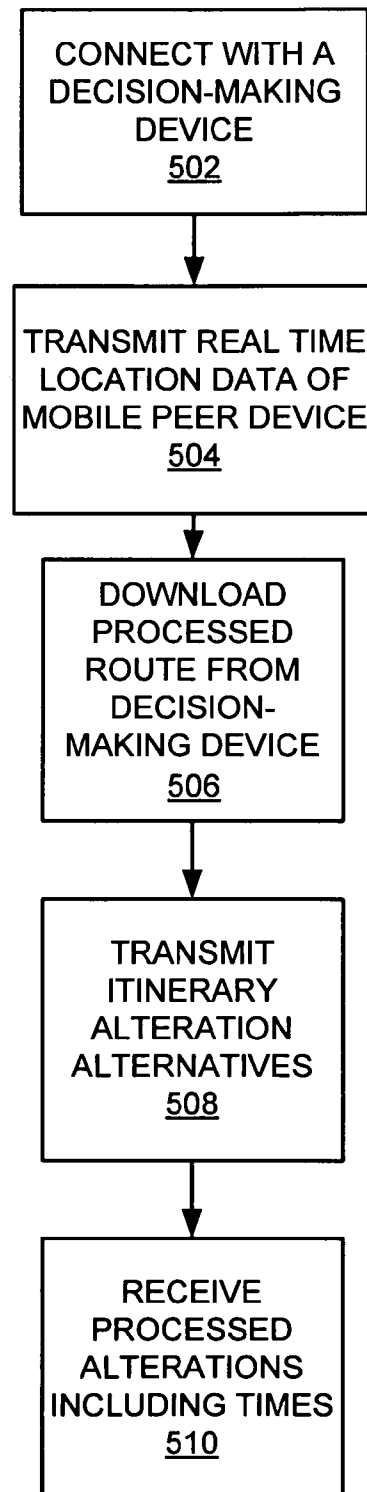 CONNECT WITH A
DECISION-MAKING
DEVICE
502
TRANSMIT REAL TIME
LOCATION DATA OF
MOBILE PEER DEVICE
504
DOWNLOAD
PROCESSED
ROUTE FROM
DECISION-
MAKING DEVICE
506
TRANSMIT
ITINERARY
ALTERATION
ALTERNATIVES
508
RECEIVE
PROCESSED
ALTERATIONS
INCLUDING TIMES
510